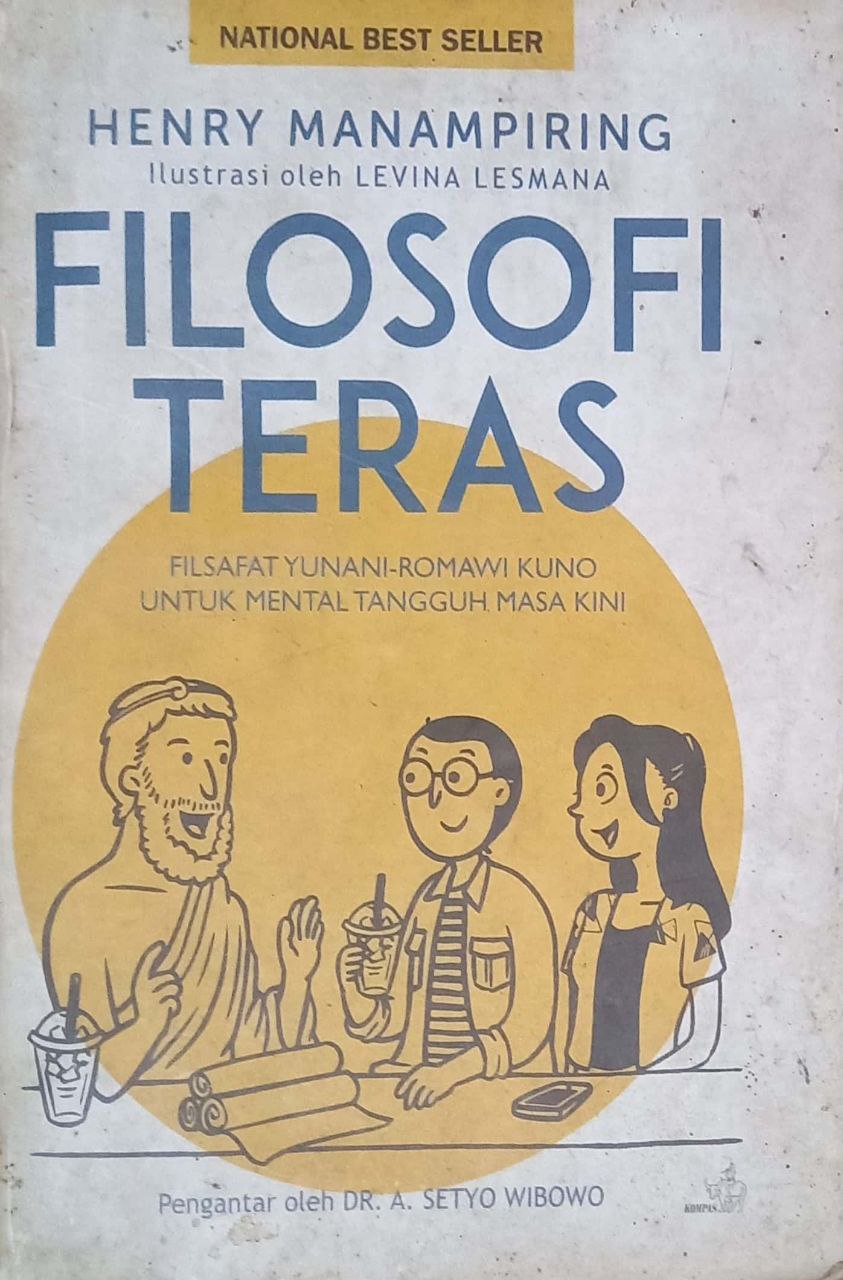 NATIONAL BEST SELLER
HENRY MANAMPIRING
Ilustrasi oleh LEVINA LESMANA
FILOSOFI
TERAS
FILSAFAT YUNANI-ROMAWI KUNO
UNTUK MENTAL TANGGUH MASA KINI
Pengantar oleh DR. A. SETYO WIBOWO
KOMPAS